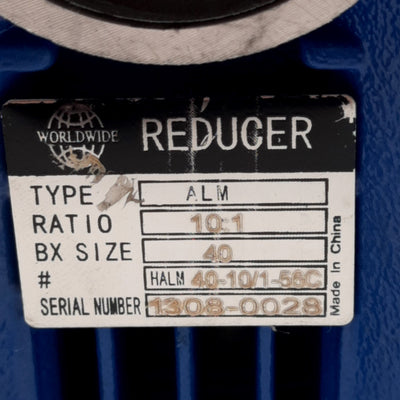 WORLDWIDE
REDUCER
TYPE ALM
RATIO 10:1
BX SIZE 40
# HALM 40-10/1-56C
SERIAL NUMBER 1308-0028
Made In China